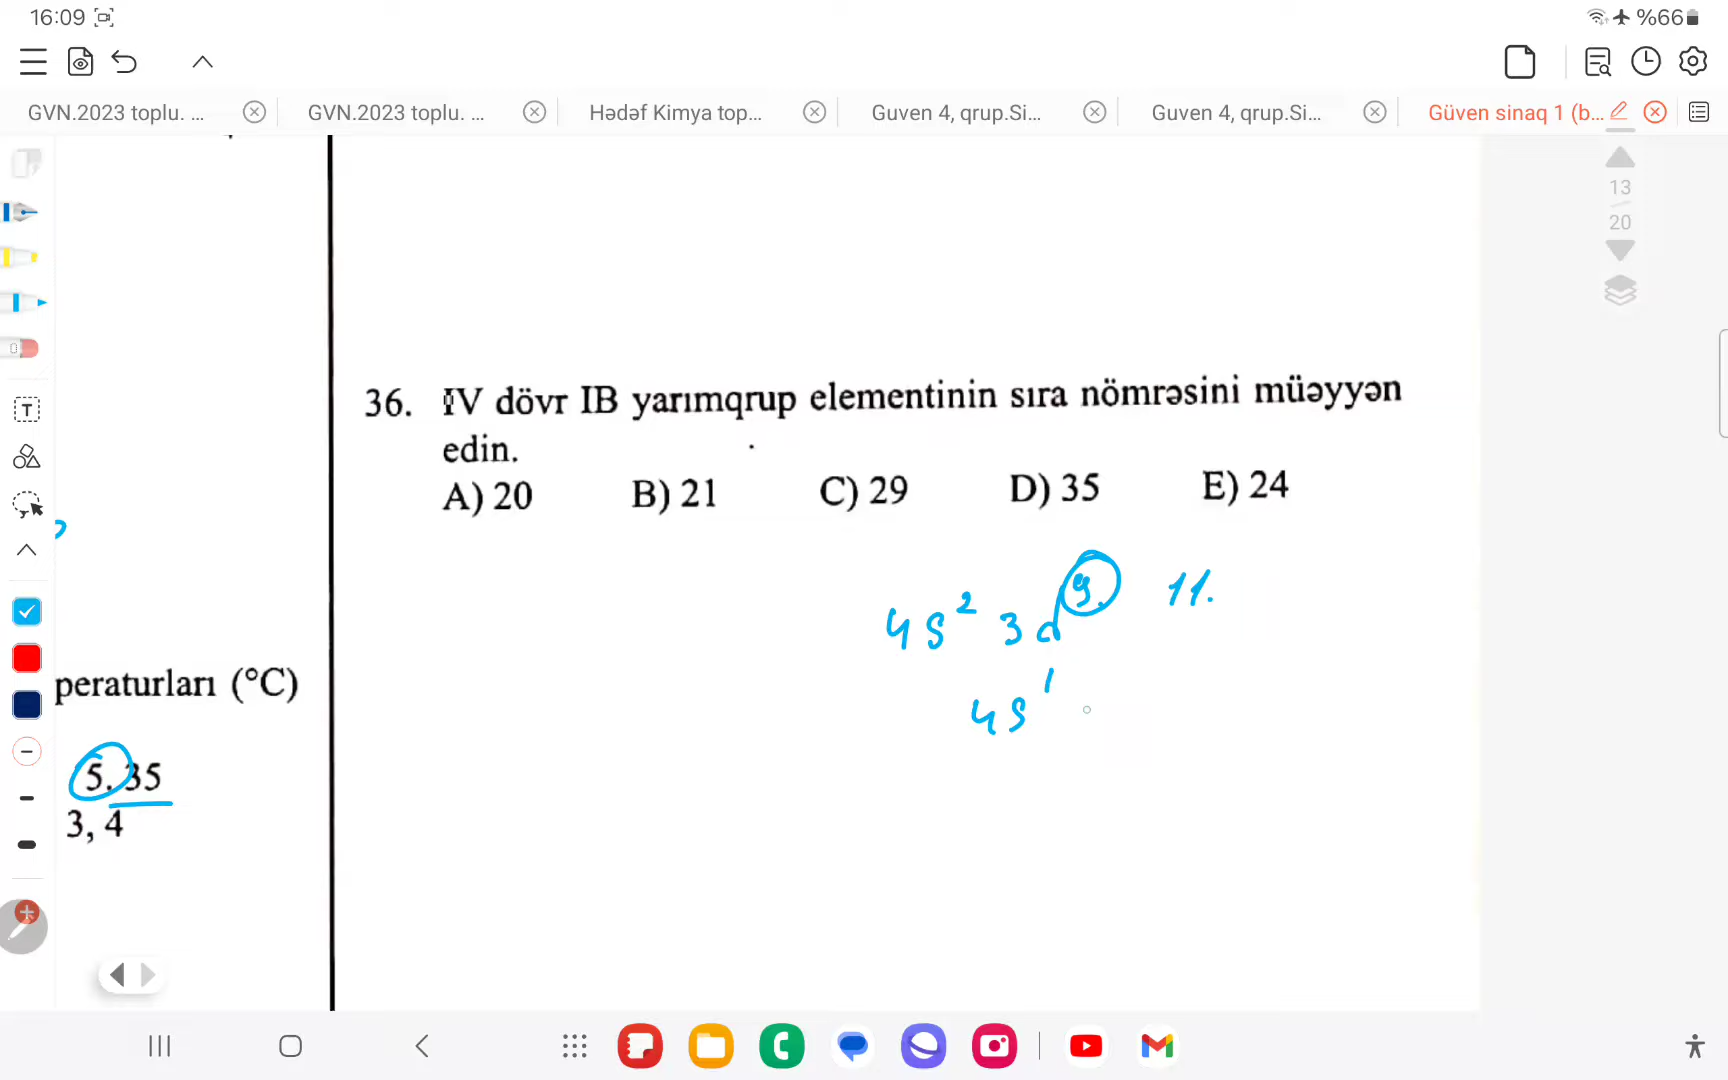 16:09
%66
GVN.2023 toplu. ...
GVN.2023 toplu. ...
Hədəf Kimya top...
Guven 4, qrup.Si...
Guven 4, qrup.Si...
Güven sinaq 1 (b...
13
20
T
36. IV dövr IB yarımqrup elementinin sıra nömrəsini müəyyən
edin.
A) 20 B) 21 C) 29 D) 35 E) 24
4s² 3d⁹ 11.
4s¹
peraturları (°C)
5. 35
3, 4